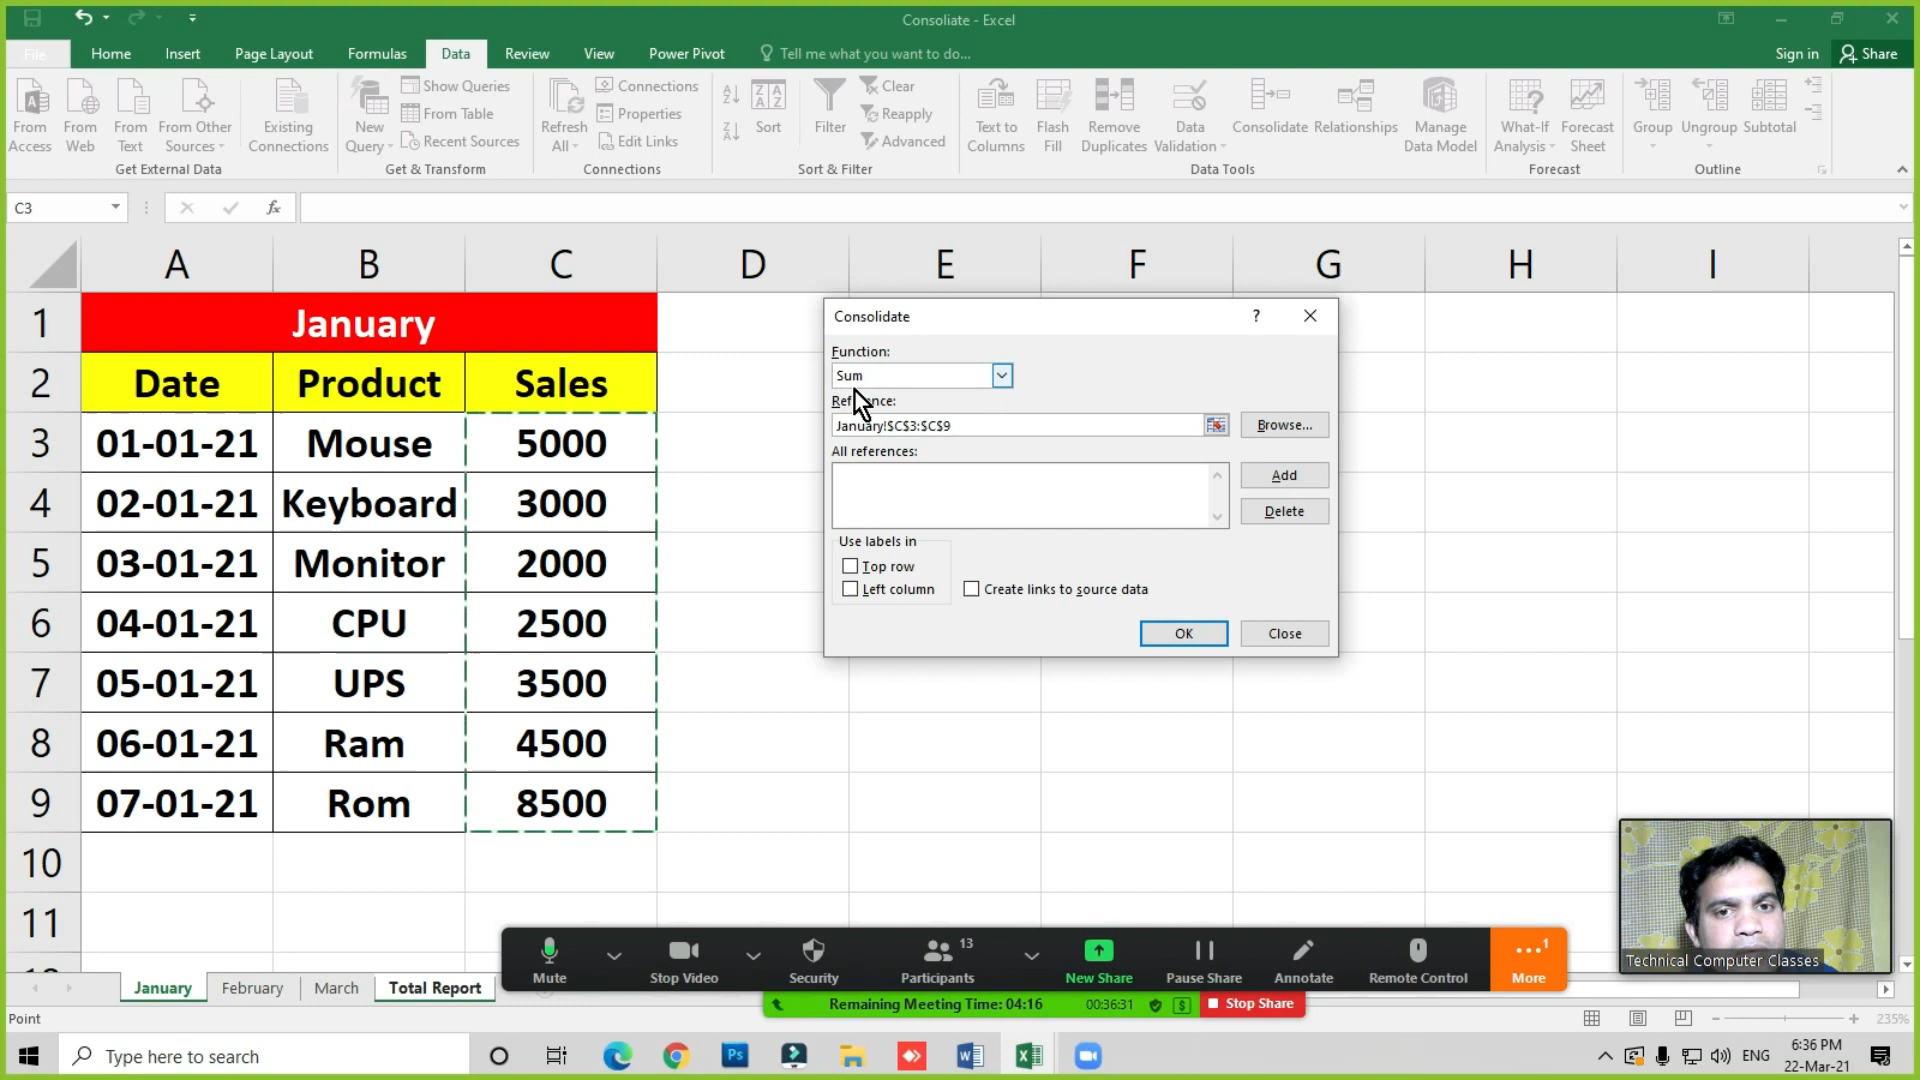 Consoliate - Excel
File Home Insert Page Layout Formulas Data Review View Power Pivot Tell me what you want to do... Sign in Share
From Access
From Web
From Text
From Other Sources
Existing Connections
Get External Data
New Query
Show Queries
From Table
Recent Sources
Get & Transform
Refresh All
Connections
Properties
Edit Links
Connections
Sort
Filter
Clear
Reapply
Advanced
Sort & Filter
Text to Columns
Flash Fill
Remove Duplicates
Data Validation
Consolidate
Relationships
Manage Data Model
Data Tools
What-If Analysis
Forecast Sheet
Forecast
Group
Ungroup
Subtotal
Outline
C3 fx
A B C D E F G H I
1 January
2 Date Product Sales
3 01-01-21 Mouse 5000
4 02-01-21 Keyboard 3000
5 03-01-21 Monitor 2000
6 04-01-21 CPU 2500
7 05-01-21 UPS 3500
8 06-01-21 Ram 4500
9 07-01-21 Rom 8500
10
11
Consolidate ?
Function:
Sum
Reference:
January!$C$3:$C$9 Browse...
All references:
Add
Delete
Use labels in
Top row
Left column Create links to source data
OK Close
Technical Computer Classes
Mute Stop Video Security Participants 13 New Share Pause Share Annotate Remote Control More 1
January February March Total Report
Remaining Meeting Time: 04:16 00:36:31 Stop Share
Point 235%
Type here to search
Ps
ENG
6:36 PM
22-Mar-21